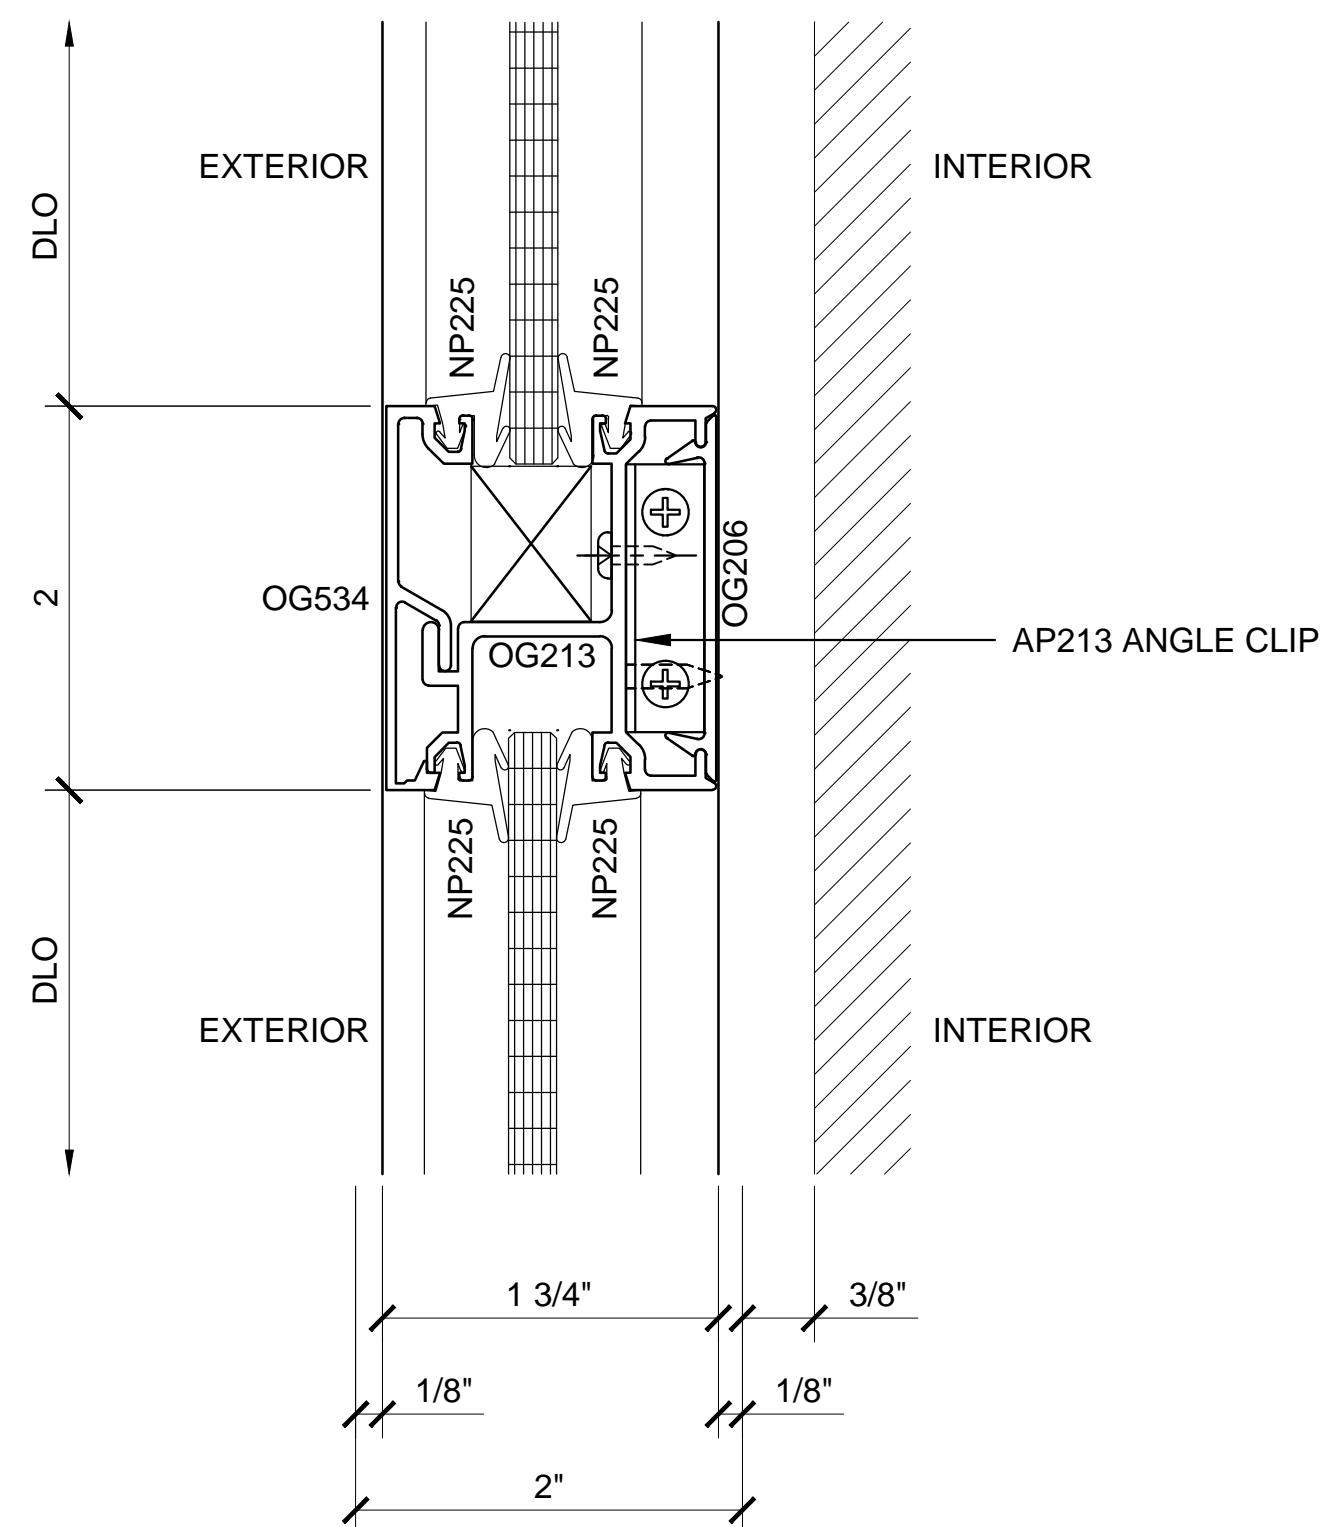 EXTERIOR
INTERIOR
DLO
NP225
NP225
OG206
OG534
2
AP213 ANGLE CLIP
OG213
NP225
NP225
DLO
EXTERIOR
INTERIOR
1 3/4"
3/8"
1/8"
1/8"
2"